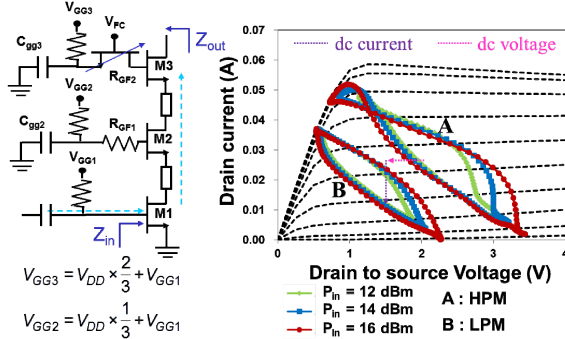 V_GG3
V_FC
Z_out
C_gg3
M3
R_GF2
V_GG2
C_gg2
R_GF1
M2
V_GG1
M1
Z_in
V_GG3 = V_DD × 2/3 + V_GG1
V_GG2 = V_DD × 1/3 + V_GG1
dc current
dc voltage
Drain current (A)
0.07
0.06
0.05
0.04
0.03
0.02
0.01
0.00
A
B
0
1
2
3
4
Drain to source Voltage (V)
P_in = 12 dBm
P_in = 14 dBm
P_in = 16 dBm
A : HPM
B : LPM